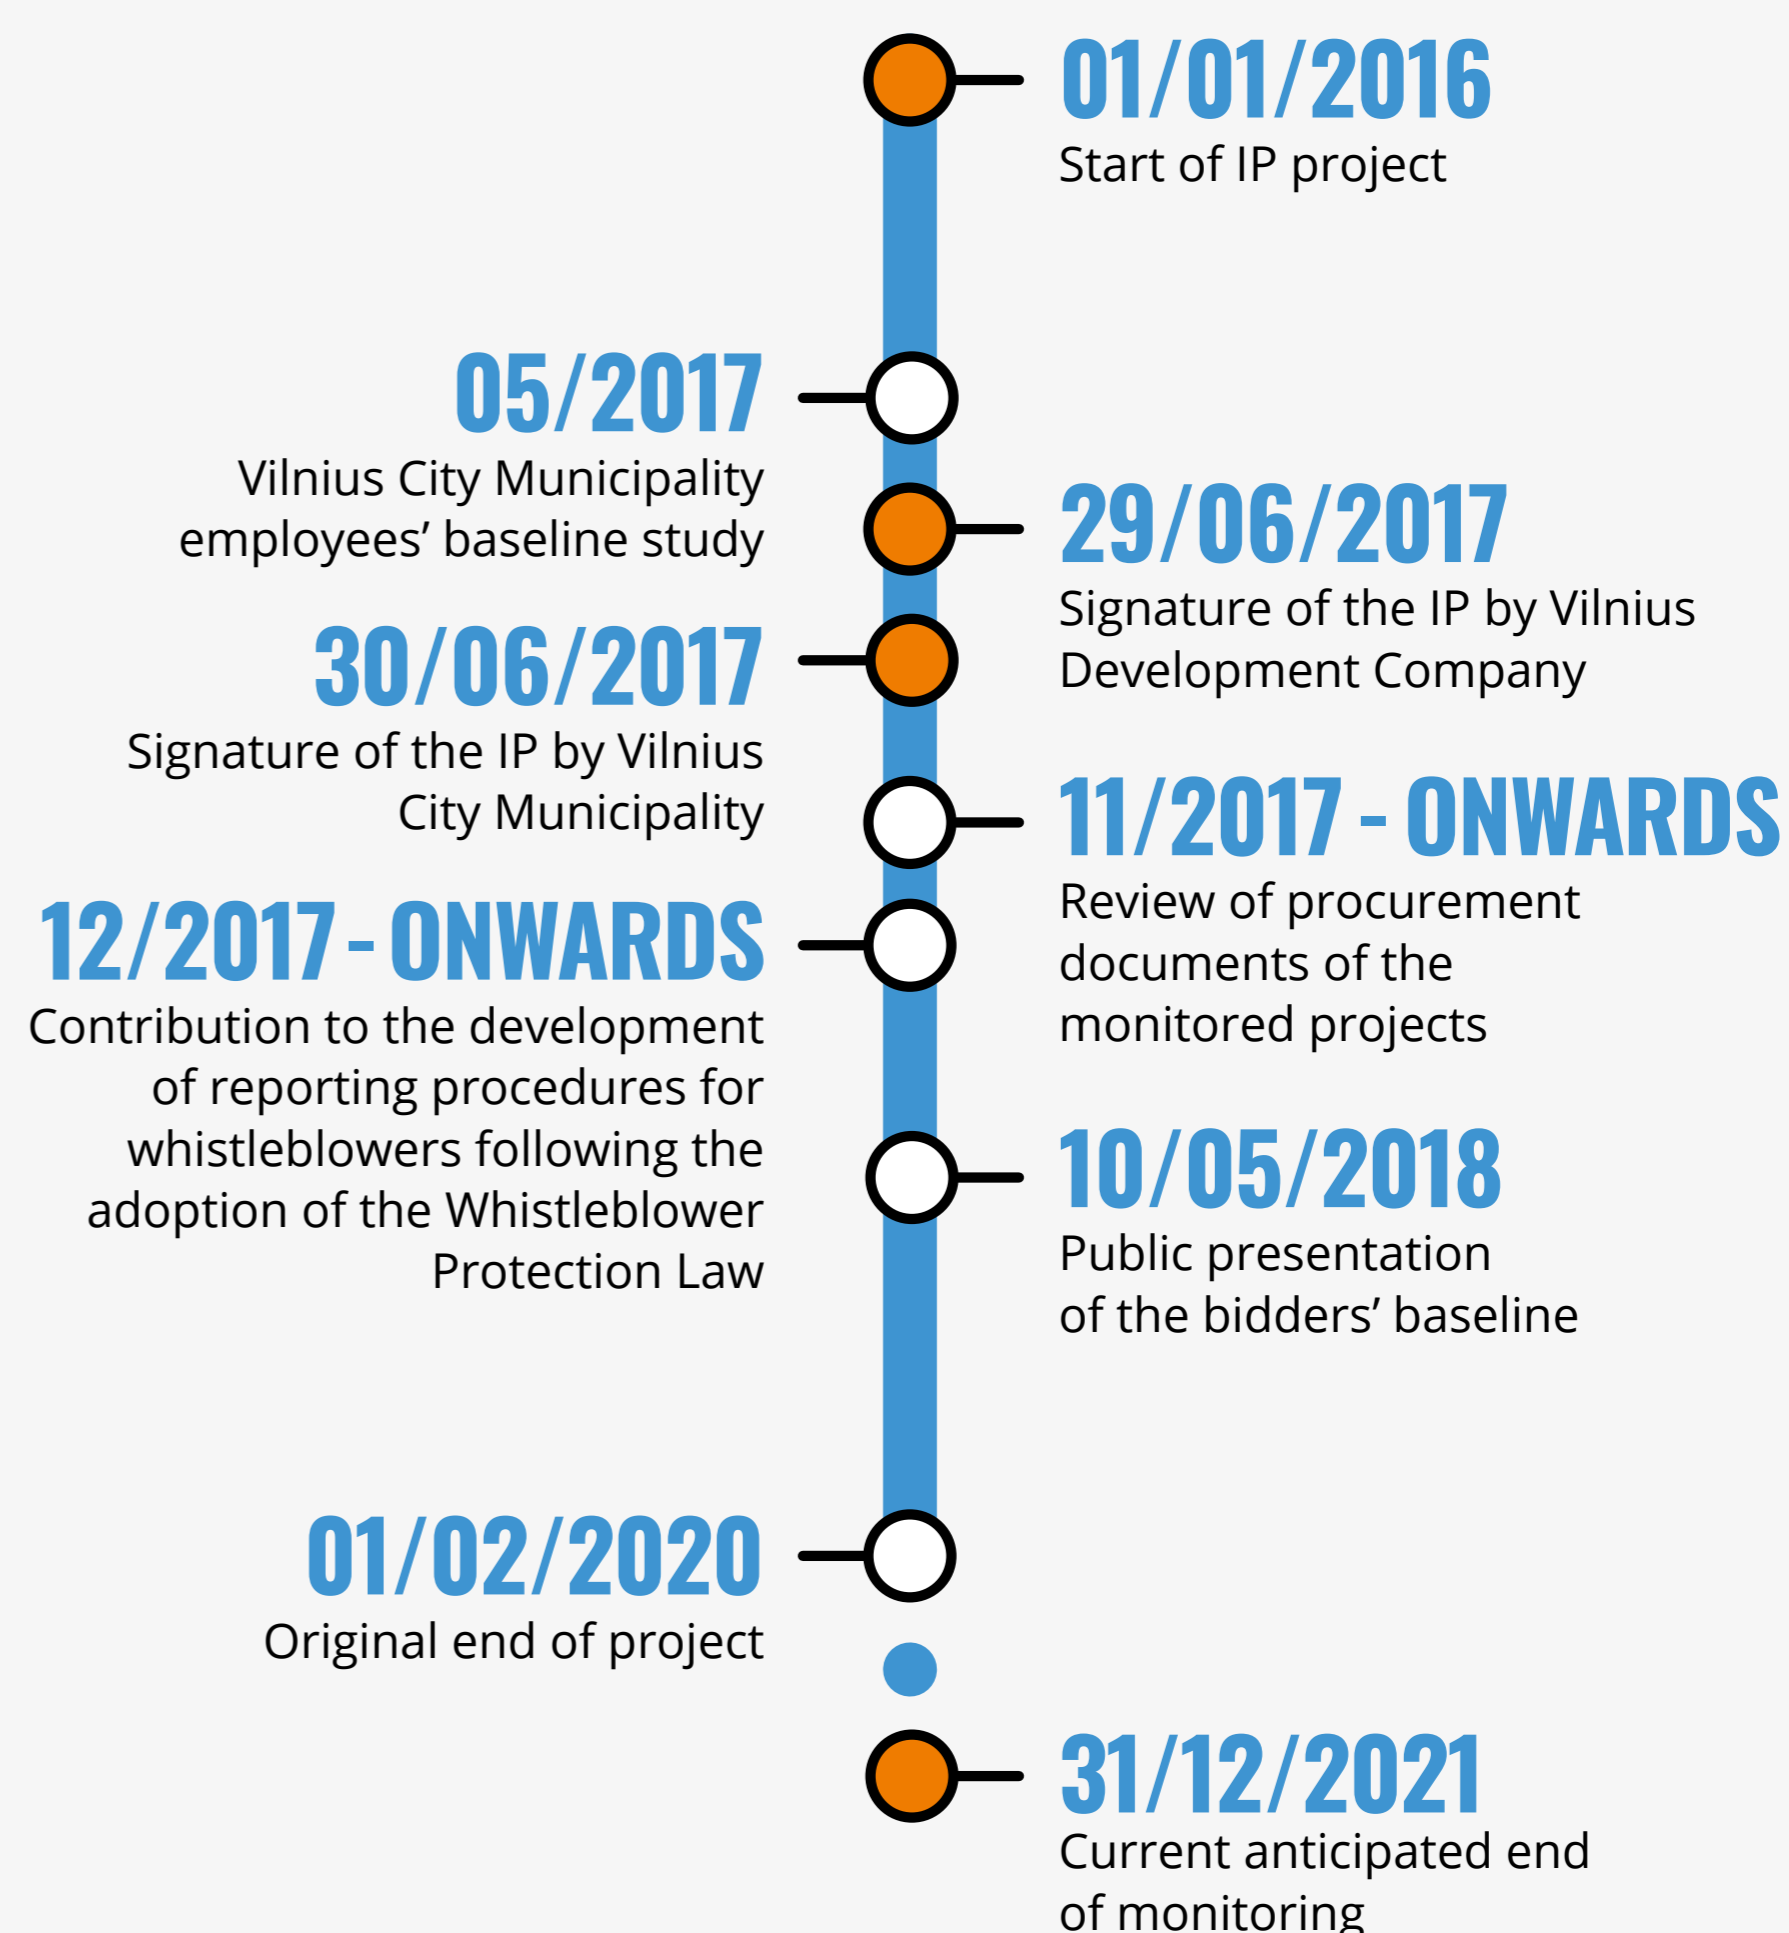 01/01/2016
Start of IP project
05/2017
Vilnius City Municipality
employees’ baseline study
29/06/2017
Signature of the IP by Vilnius
Development Company
30/06/2017
Signature of the IP by Vilnius
City Municipality
11/2017 - ONWARDS
Review of procurement
documents of the
monitored projects
12/2017 - ONWARDS
Contribution to the development
of reporting procedures for
whistleblowers following the
adoption of the Whistleblower
Protection Law
10/05/2018
Public presentation
of the bidders’ baseline
01/02/2020
Original end of project
31/12/2021
Current anticipated end
of monitoring